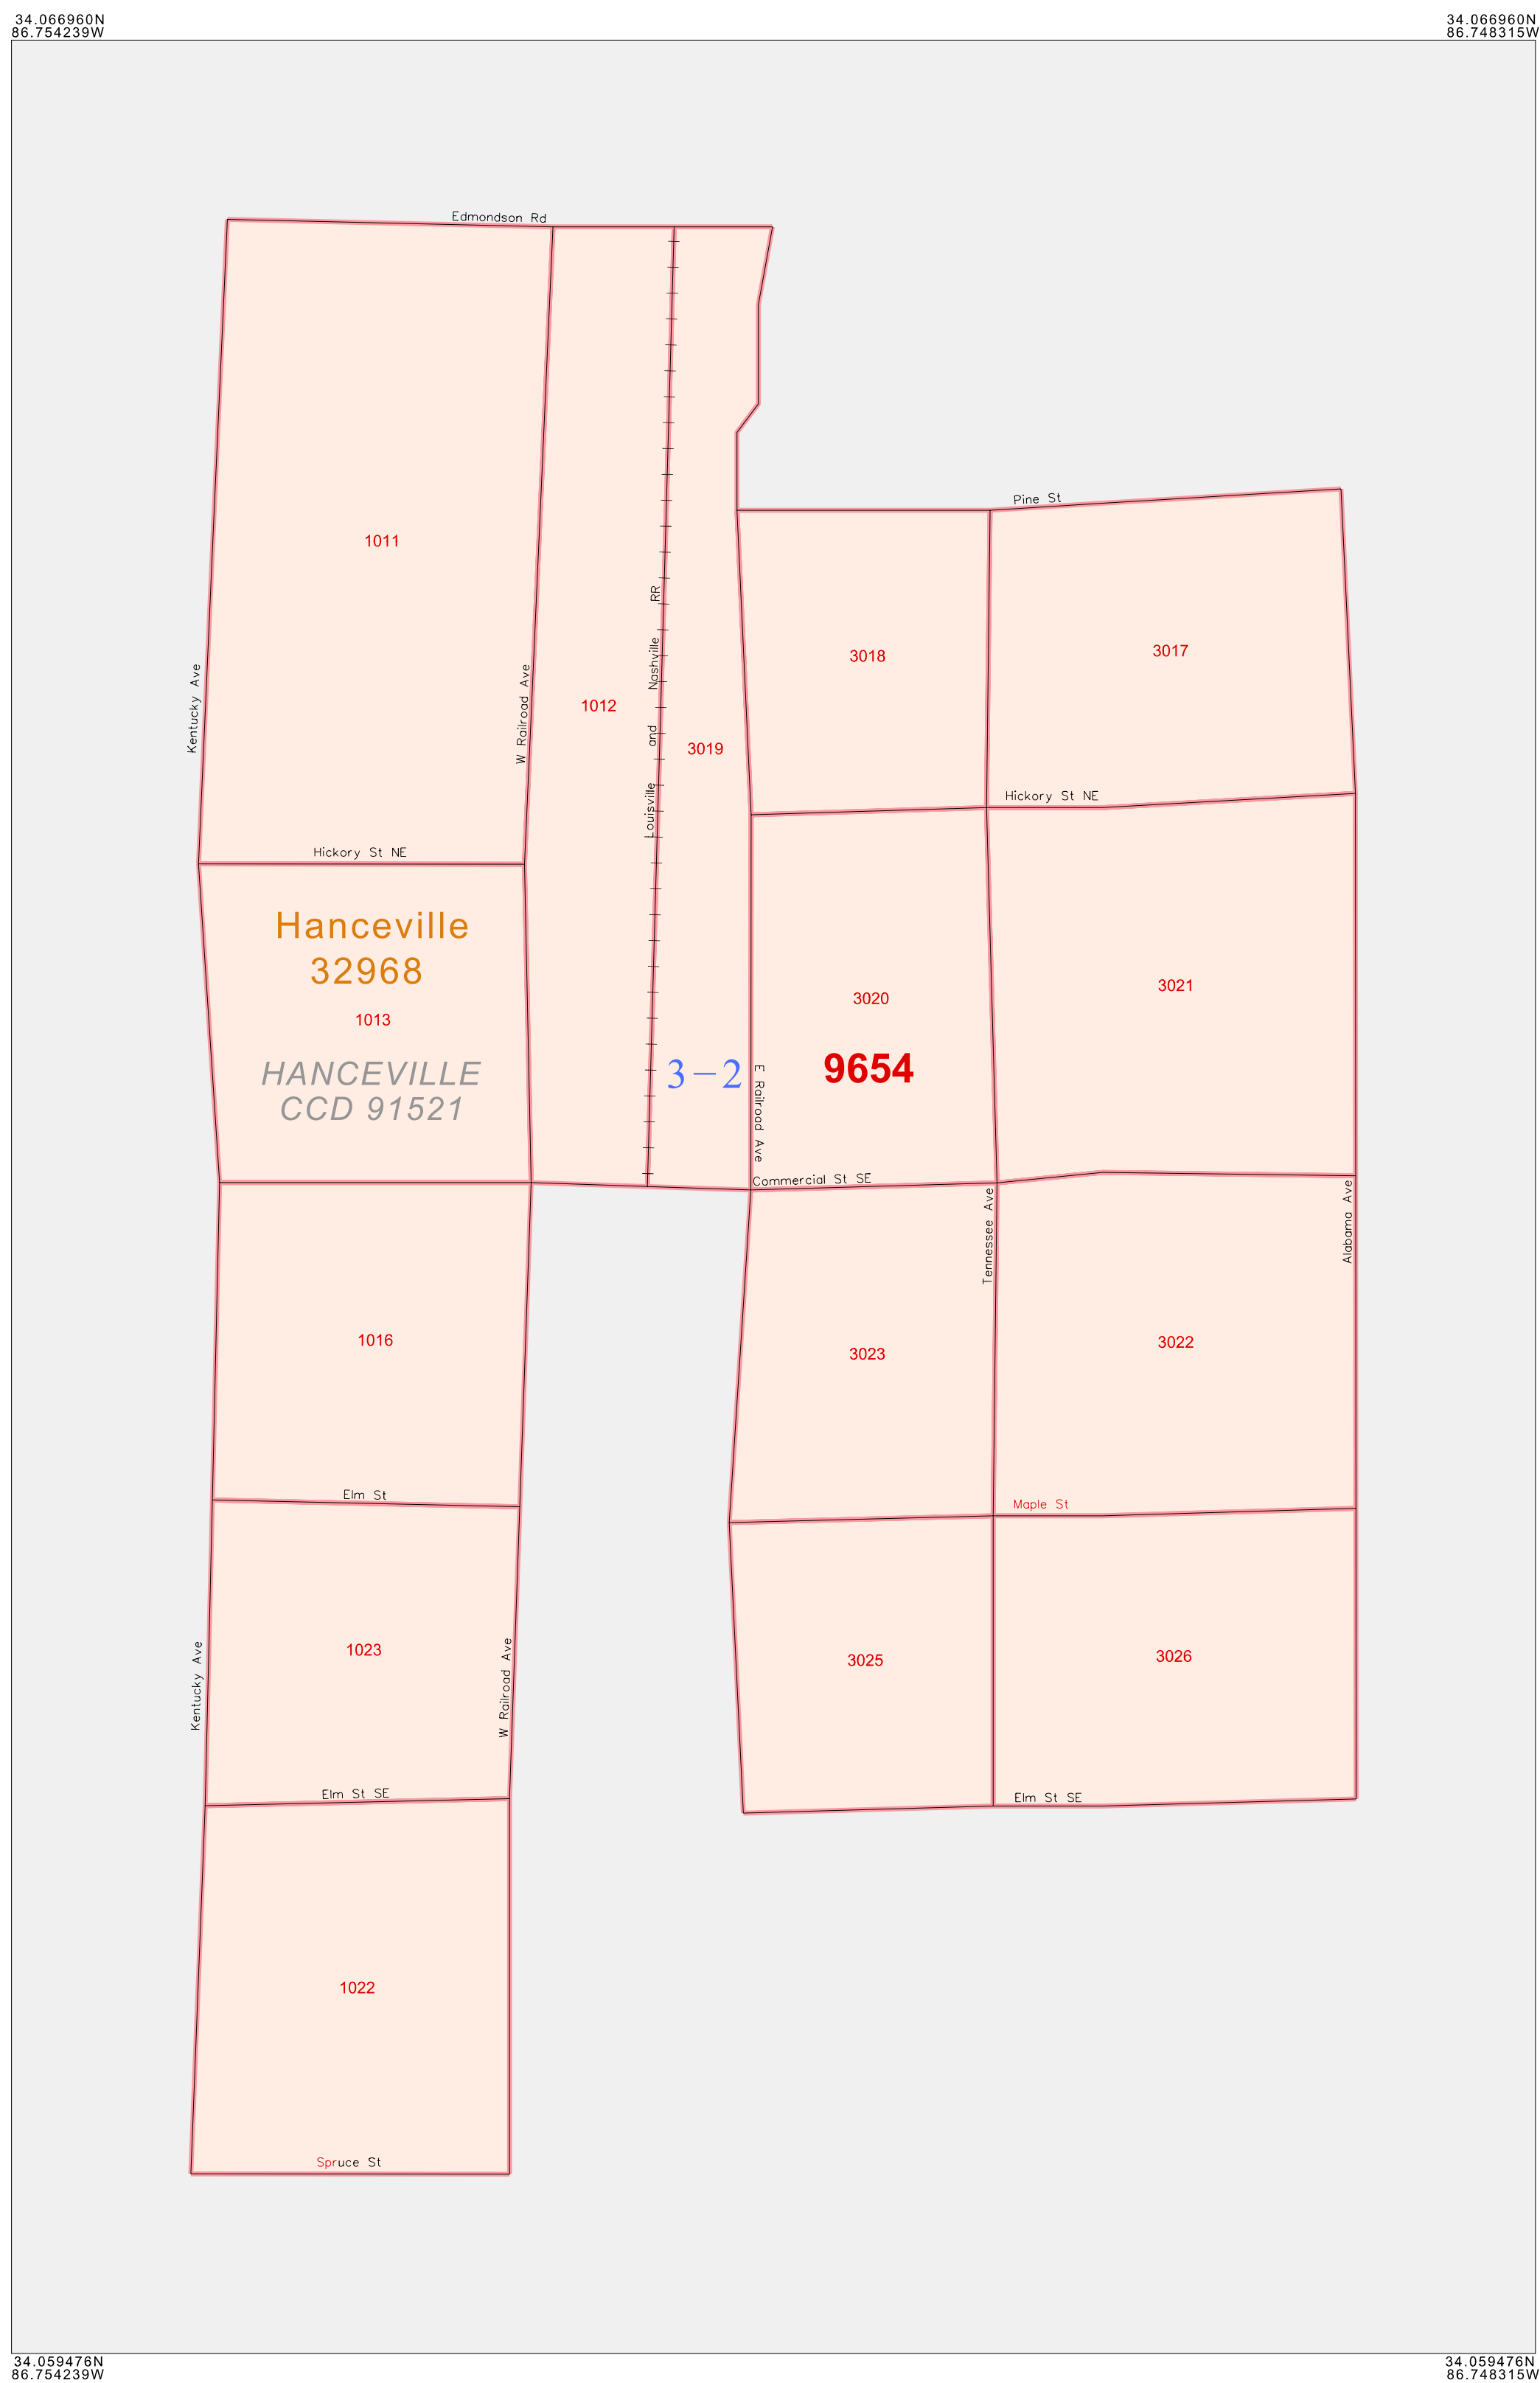 34.066960N
86.754239W
34.066960N
86.748315W
Edmondson Rd
Pine St
1011
RR
Nashville
and
Louisville
3018
3017
Kentucky Ave
W Railroad Ave
1012
3019
Hickory St NE
Hickory St NE
Hanceville
32968
3020
3021
1013
HANCEVILLE
CCD 91521
3-2
9654
E Railroad Ave
Commercial St SE
Tennessee Ave
Alabama Ave
1016
3023
3022
Elm St
Maple St
1023
3025
3026
Kentucky Ave
W Railroad Ave
Elm St SE
Elm St SE
1022
Spruce St
34.059476N
86.754239W
34.059476N
86.748315W